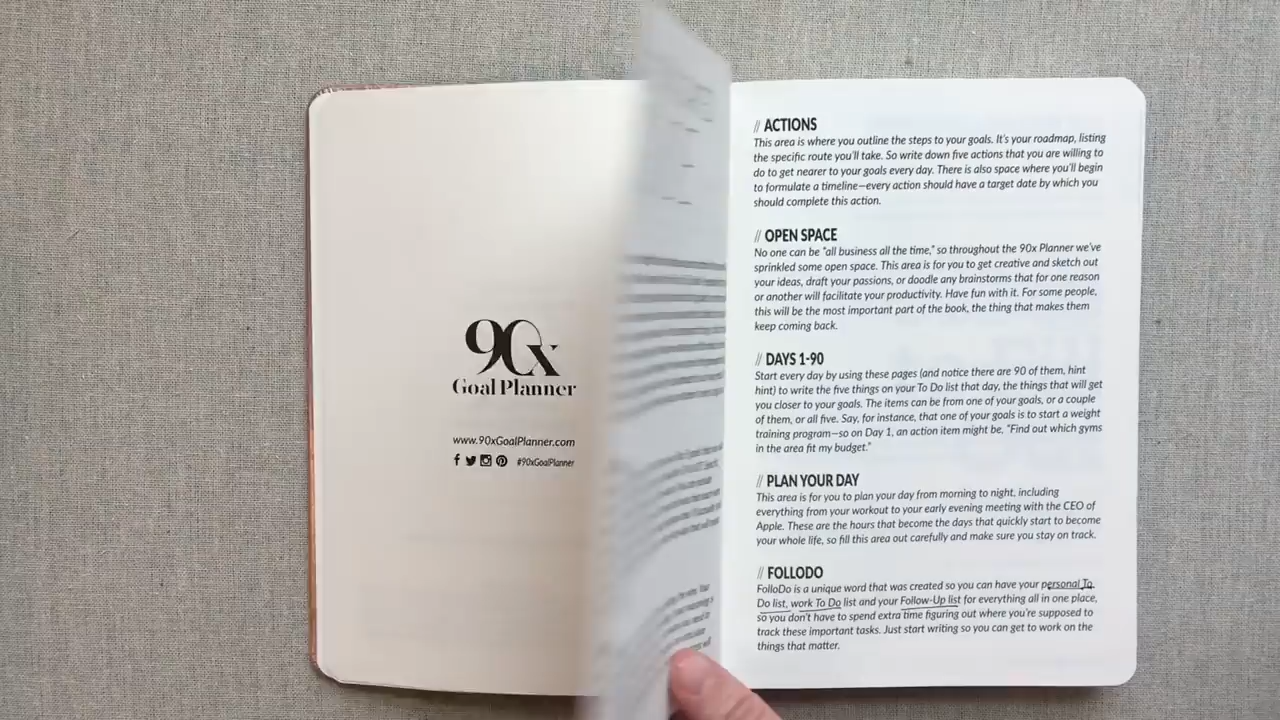 90x
Goal Planner
www.90xGoalPlanner.com
#90xGoalPlanner
// ACTIONS
This area is where you outline the steps to your goals. It's your roadmap, listing
the specific route you'll take. So write down five actions that you are willing to
do to get nearer to your goals every day. There is also space where you'll begin
to formulate a timeline—every action should have a target date by which you
should complete this action.
// OPEN SPACE
No one can be "all business all the time," so throughout the 90x Planner we've
sprinkled some open space. This area is for you to get creative and sketch out
your ideas, draft your passions, or doodle any brainstorms that for one reason
or another will facilitate your productivity. Have fun with it. For some people,
this will be the most important part of the book, the thing that makes them
keep coming back.
// DAYS 1-90
Start every day by using these pages (and notice there are 90 of them, hint
hint) to write the five things on your To Do list that day, the things that will get
you closer to your goals. The items can be from one of your goals, or a couple
of them, or all five. Say, for instance, that one of your goals is to start a weight
training program—so on Day 1, an action item might be, "Find out which gyms
in the area fit my budget."
// PLAN YOUR DAY
This area is for you to plan your day from morning to night, including
everything from your workout to your early evening meeting with the CEO of
Apple. These are the hours that become the days that quickly start to become
your whole life, so fill this area out carefully and make sure you stay on track.
// FOLLODO
FolloDo is a unique word that was created so you can have your personal To
Do list, work To Do list and your Follow-Up list for everything all in one place,
so you don't have to spend extra time figuring out where you're supposed to
track these important tasks. Just start writing so you can get to work on the
things that matter.